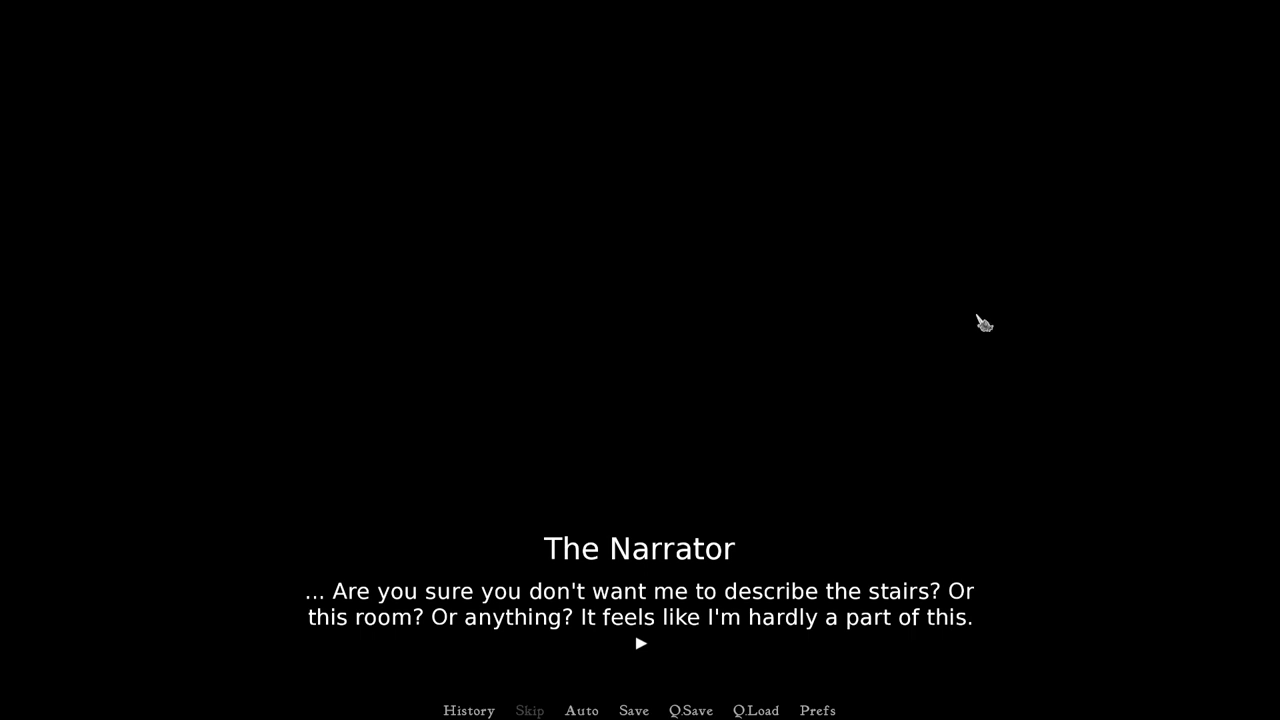 The Narrator
... Are you sure you don't want me to describe the stairs? Or
this room? Or anything? It feels like I'm hardly a part of this.
History Skip Auto Save Q.Save Q.Load Prefs